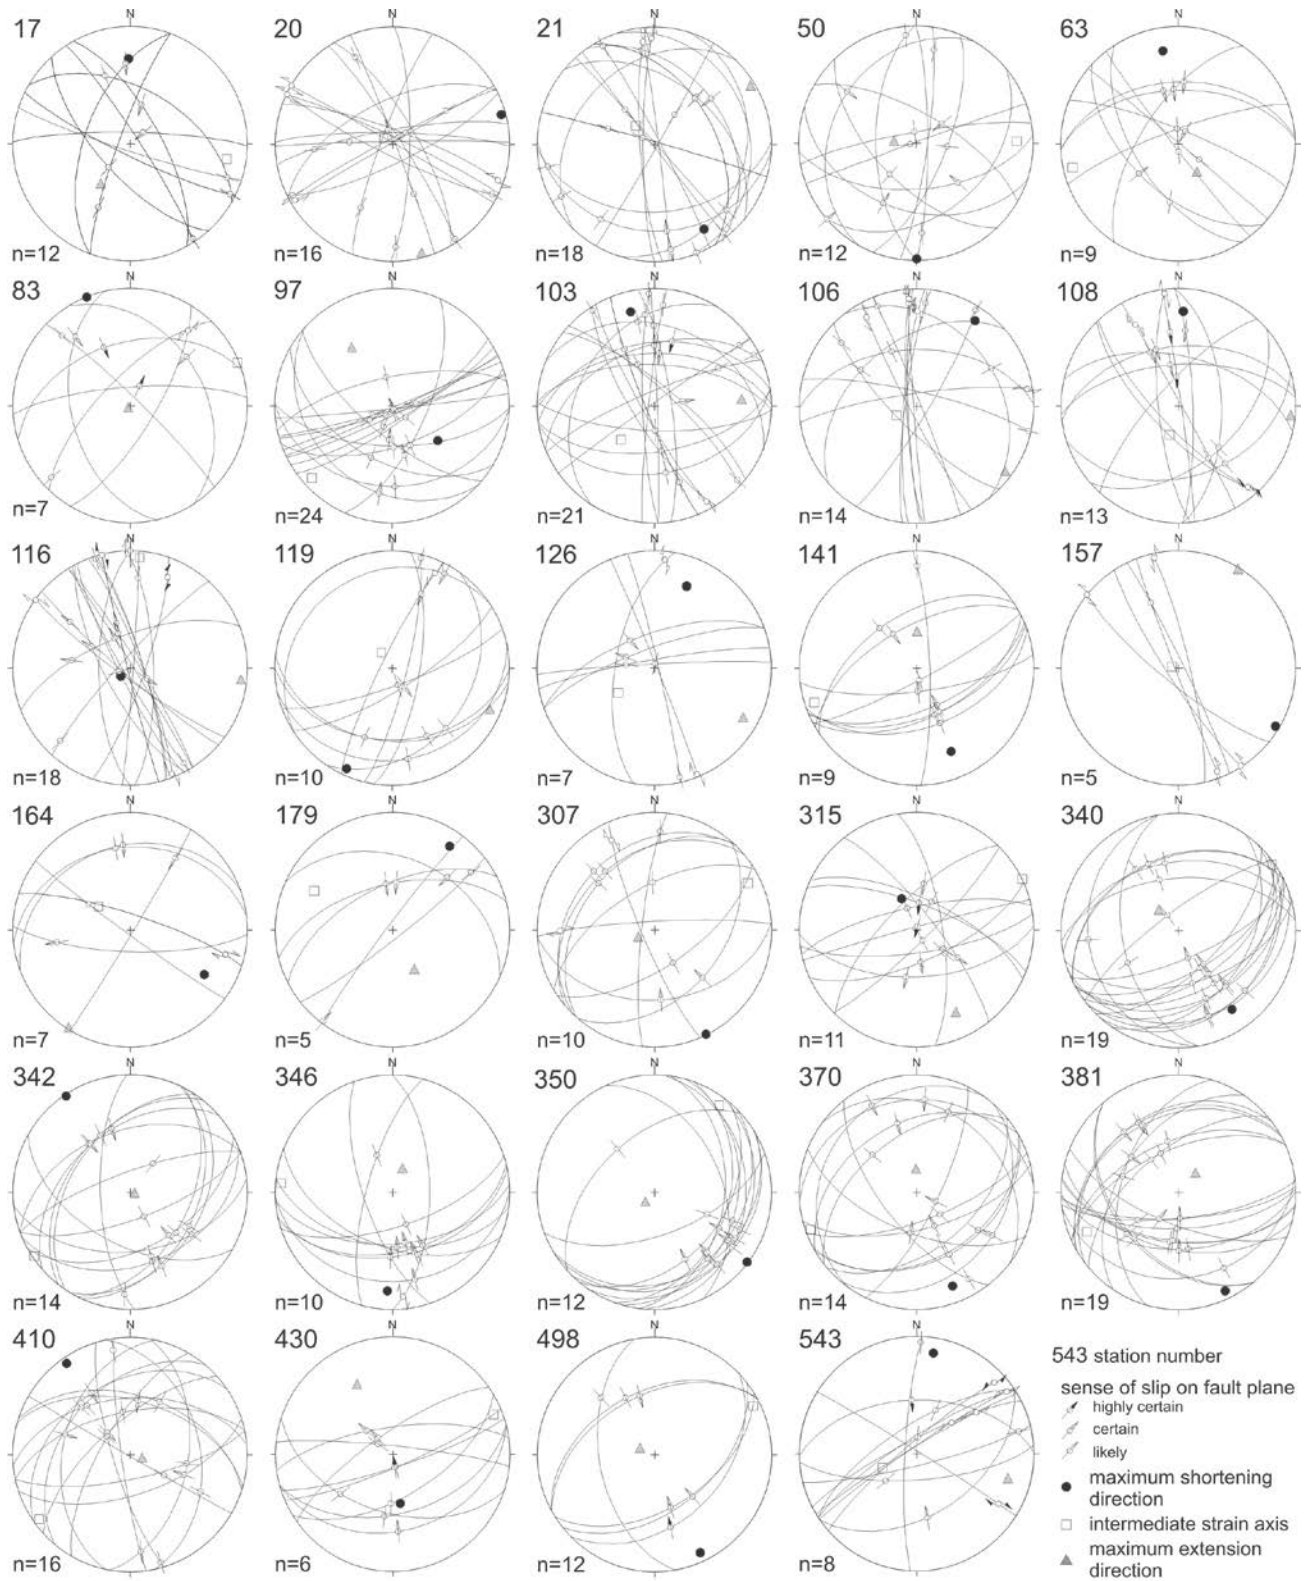 N N N N N
17 20 21 50 63
n=12 n=16 n=18 n=12 n=9
N N N N N
83 97 103 106 108
n=7 n=24 n=21 n=14 n=13
N N N N N
116 119 126 141 157
n=18 n=10 n=7 n=9 n=5
N N N N N
164 179 307 315 340
n=7 n=5 n=10 n=11 n=19
N N N N N
342 346 350 370 381
n=14 n=10 n=12 n=14 n=19
N N N N
410 430 498 543
n=16 n=6 n=12 n=8
543 station number
sense of slip on fault plane
highly certain
certain
likely
maximum shortening
direction
intermediate strain axis
maximum extension
direction